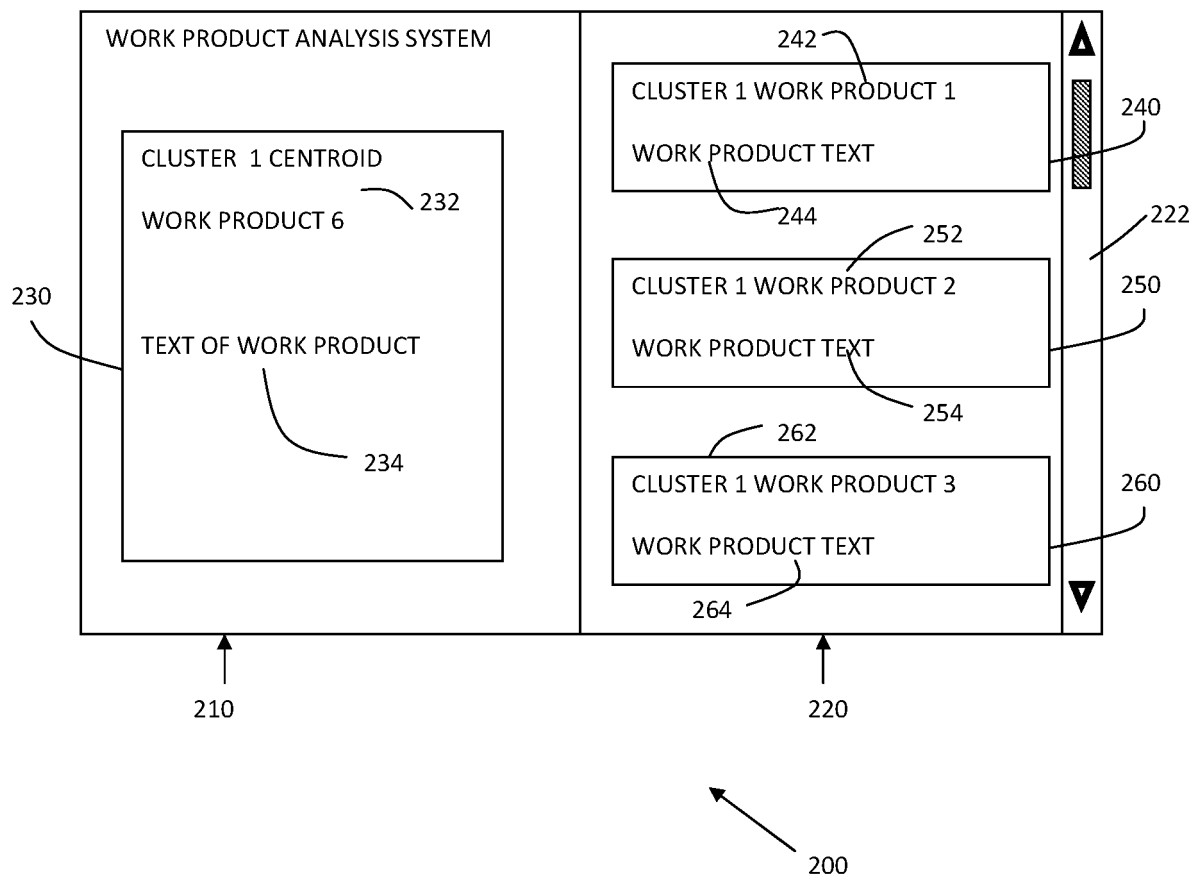 WORK PRODUCT ANALYSIS SYSTEM
CLUSTER 1 CENTROID
232
WORK PRODUCT 6
230
TEXT OF WORK PRODUCT
234
242
CLUSTER 1 WORK PRODUCT 1
240
WORK PRODUCT TEXT
244
222
252
CLUSTER 1 WORK PRODUCT 2
250
WORK PRODUCT TEXT
254
262
CLUSTER 1 WORK PRODUCT 3
260
WORK PRODUCT TEXT
264
210
220
200